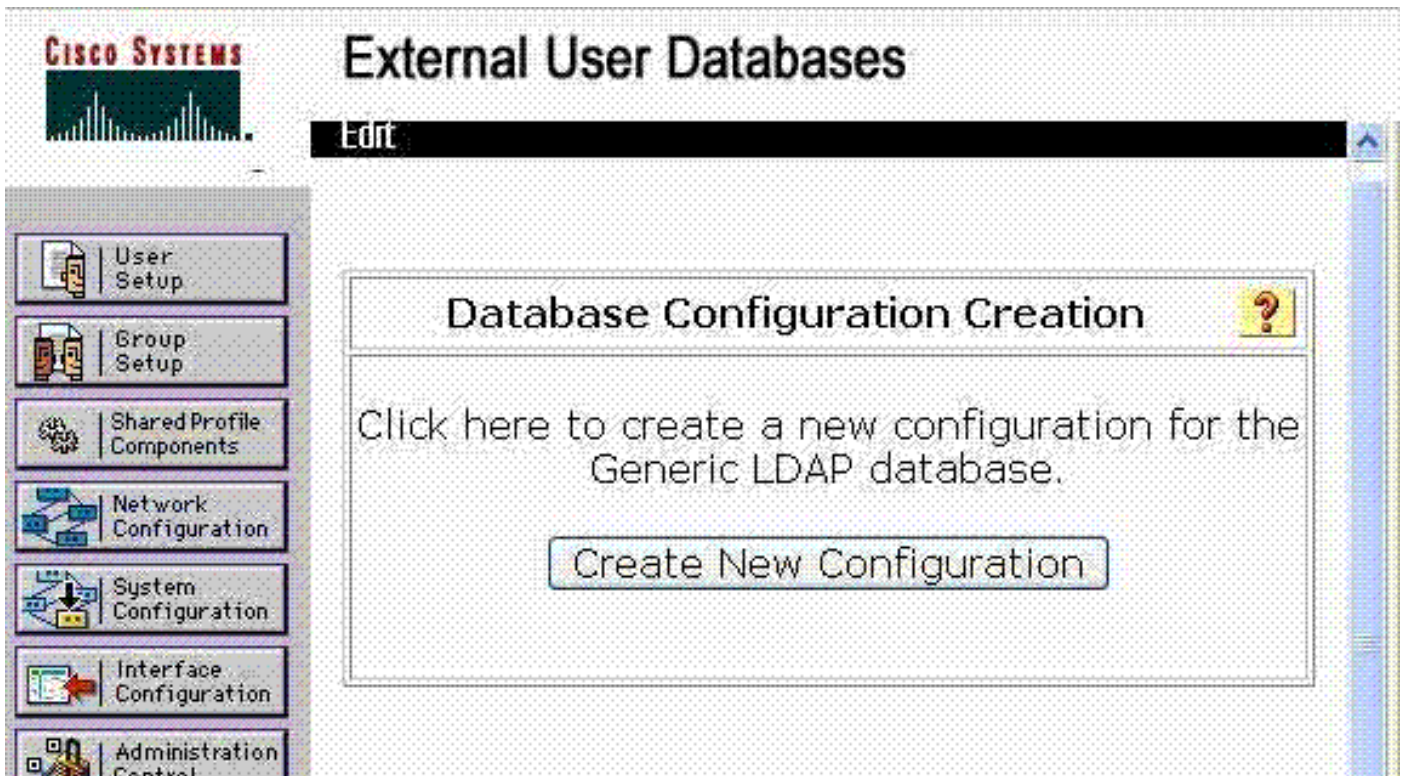 CISCO SYSTEMS
External User Databases
Edit
User
Setup
Group
Setup
Shared Profile
Components
Network
Configuration
System
Configuration
Interface
Configuration
Administration
Control
Database Configuration Creation
?
Click here to create a new configuration for the
Generic LDAP database.
Create New Configuration